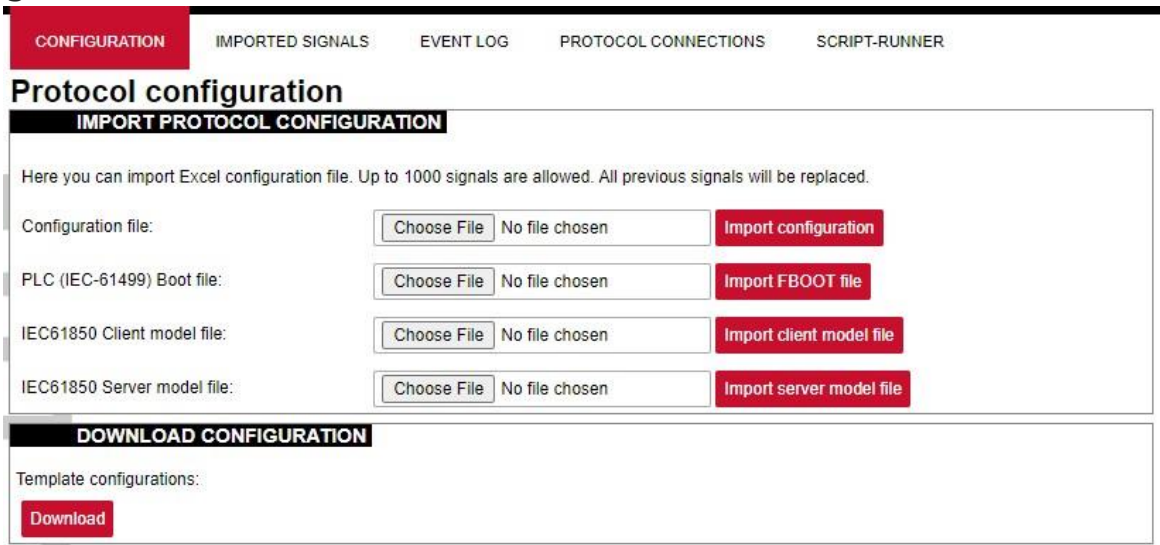 CONFIGURATION IMPORTED SIGNALS EVENT LOG PROTOCOL CONNECTIONS SCRIPT-RUNNER
Protocol configuration
IMPORT PROTOCOL CONFIGURATION
Here you can import Excel configuration file. Up to 1000 signals are allowed. All previous signals will be replaced.
Configuration file: Choose File No file chosen Import configuration
PLC (IEC-61499) Boot file: Choose File No file chosen Import FBOOT file
IEC61850 Client model file: Choose File No file chosen Import client model file
IEC61850 Server model file: Choose File No file chosen Import server model file
DOWNLOAD CONFIGURATION
Template configurations:
Download